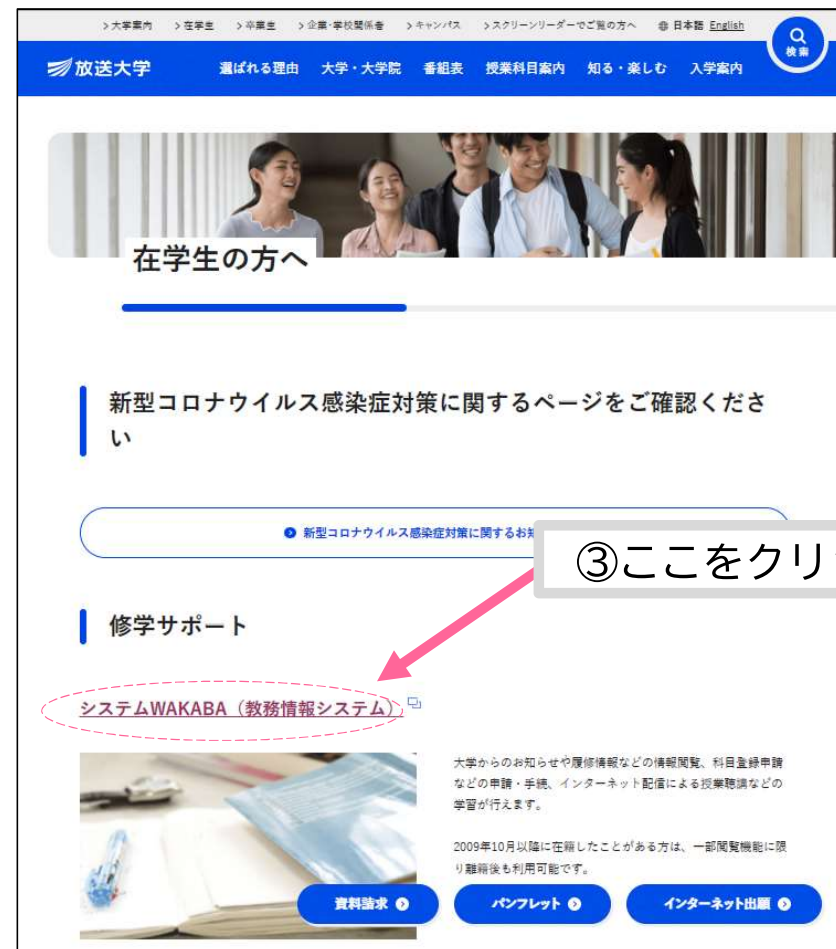 >大学案内 >在学生 >卒業生 >企業・学校関係者 >キャンパス >スクリーンリーダーでご覧の方へ 日本語 English
検索
放送大学 選ばれる理由 大学・大学院 番組表 授業科目案内 知る・楽しむ 入学案内
在学生の方へ
新型コロナウイルス感染症対策に関するページをご確認くださ
い
新型コロナウイルス感染症対策に関するお知
③ここをクリ
修学サポート
システムWAKABA（教務情報システム）
大学からのお知らせや履修情報などの情報閲覧、科目登録申請
などの申請・手続、インターネット配信による授業聴講などの
学習が行えます。
2009年10月以降に在籍したことがある方は、一部閲覧機能に限
り離籍後も利用可能です。
資料請求 パンフレット インターネット出願